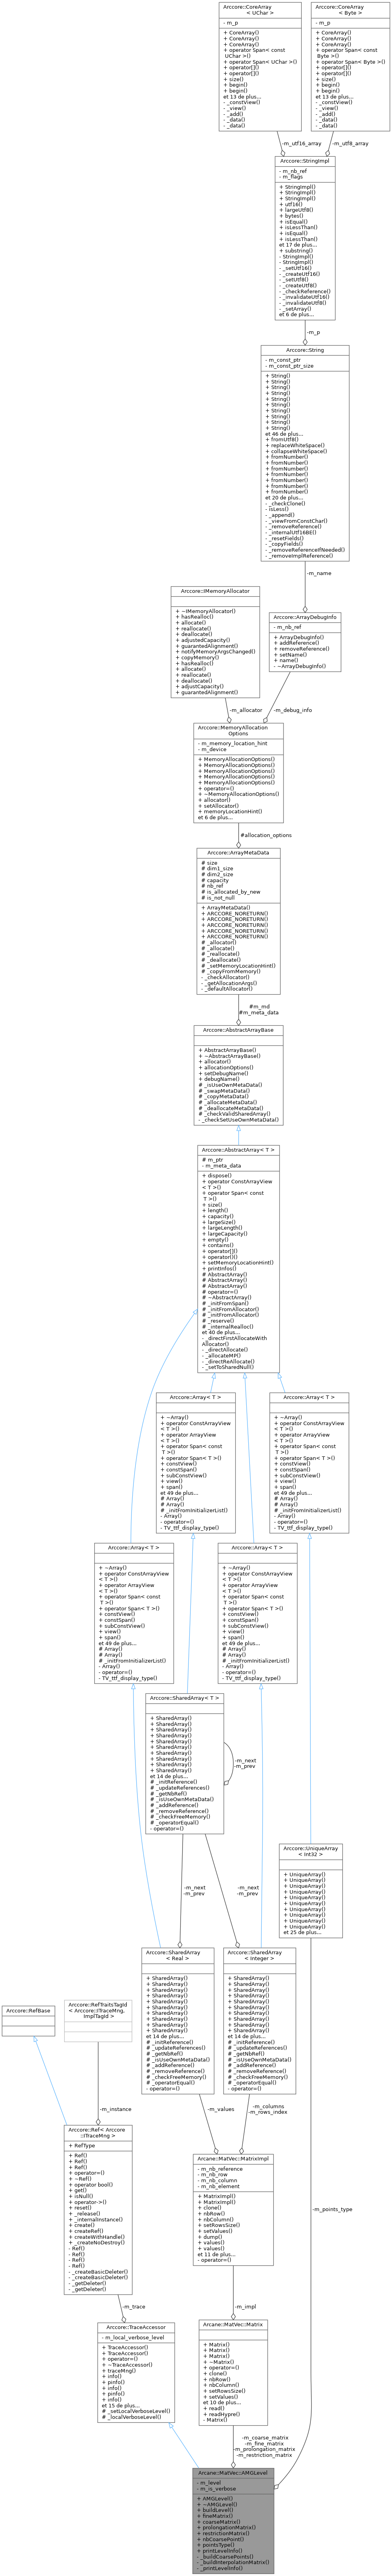 Arccore::CoreArray
< UChar >
- m_p
+ CoreArray()
+ CoreArray()
+ CoreArray()
+ operator Span< const
UChar >()
+ operator Span< UChar >()
+ operator[]()
+ operator[]()
+ size()
+ begin()
+ begin()
et 13 de plus...
- _constView()
- _view()
- _add()
- _data()
- _data()
Arccore::CoreArray
< Byte >
- m_p
+ CoreArray()
+ CoreArray()
+ CoreArray()
+ operator Span< const
Byte >()
+ operator Span< Byte >()
+ operator[]()
+ operator[]()
+ size()
+ begin()
+ begin()
et 13 de plus...
- _constView()
- _view()
- _add()
- _data()
- _data()
-m_utf16_array
-m_utf8_array
Arccore::StringImpl
- m_nb_ref
- m_flags
+ StringImpl()
+ StringImpl()
+ StringImpl()
+ utf16()
+ largeUtf8()
+ bytes()
+ isEqual()
+ isLessThan()
+ isEqual()
+ isLessThan()
et 17 de plus...
+ substring()
- StringImpl()
- StringImpl()
- _setUtf16()
- _createUtf16()
- _setUtf8()
- _createUtf8()
- _checkReference()
- _invalidateUtf16()
- _invalidateUtf8()
- _setArray()
et 6 de plus...
-m_p
Arccore::String
- m_const_ptr
- m_const_ptr_size
+ String()
+ String()
+ String()
+ String()
+ String()
+ String()
+ String()
+ String()
+ String()
+ String()
et 46 de plus...
+ fromUtf8()
+ replaceWhiteSpace()
+ collapseWhiteSpace()
+ fromNumber()
+ fromNumber()
+ fromNumber()
+ fromNumber()
+ fromNumber()
+ fromNumber()
+ fromNumber()
et 20 de plus...
- _checkClone()
- isLess()
- _append()
- _viewFromConstChar()
- _removeReference()
- _internalUtf16BE()
- _resetFields()
- _copyFields()
- _removeReferenceIfNeeded()
- _removeImplReference()
-m_name
Arccore::IMemoryAllocator
+ ~IMemoryAllocator()
+ hasRealloc()
+ allocate()
+ reallocate()
+ deallocate()
+ adjustedCapacity()
+ guarantedAlignment()
+ notifyMemoryArgsChanged()
+ copyMemory()
+ hasRealloc()
+ allocate()
+ reallocate()
+ deallocate()
+ adjustCapacity()
+ guarantedAlignment()
Arccore::ArrayDebugInfo
- m_nb_ref
+ ArrayDebugInfo()
+ addReference()
+ removeReference()
+ setName()
+ name()
- ~ArrayDebugInfo()
-m_allocator
-m_debug_info
Arccore::MemoryAllocation
Options
- m_memory_location_hint
- m_device
+ MemoryAllocationOptions()
+ MemoryAllocationOptions()
+ MemoryAllocationOptions()
+ MemoryAllocationOptions()
+ MemoryAllocationOptions()
+ operator=()
+ ~MemoryAllocationOptions()
+ allocator()
+ setAllocator()
+ memoryLocationHint()
et 6 de plus...
#allocation_options
Arccore::ArrayMetaData
# size
# dim1_size
# dim2_size
# capacity
# nb_ref
# is_allocated_by_new
# is_not_null
+ ArrayMetaData()
+ ARCCORE_NORETURN()
+ ARCCORE_NORETURN()
+ ARCCORE_NORETURN()
+ ARCCORE_NORETURN()
+ ARCCORE_NORETURN()
# _allocator()
# _allocate()
# _reallocate()
# _deallocate()
# _setMemoryLocationHint()
# _copyFromMemory()
- _checkAllocator()
- _getAllocationArgs()
- _defaultAllocator()
#m_md
#m_meta_data
Arccore::AbstractArrayBase
+ AbstractArrayBase()
+ ~AbstractArrayBase()
+ allocator()
+ allocationOptions()
+ setDebugName()
+ debugName()
# _isUseOwnMetaData()
# _swapMetaData()
# _copyMetaData()
# _allocateMetaData()
# _deallocateMetaData()
# _checkValidSharedArray()
- _checkSetUseOwnMetaData()
Arccore::AbstractArray< T >
# m_ptr
- m_meta_data
+ dispose()
+ operator ConstArrayView
< T >()
+ operator Span< const
T >()
+ size()
+ length()
+ capacity()
+ largeSize()
+ largeLength()
+ largeCapacity()
+ empty()
+ contains()
+ operator[]()
+ operator()()
+ setMemoryLocationHint()
+ printInfos()
# AbstractArray()
# AbstractArray()
# AbstractArray()
# operator=()
# ~AbstractArray()
# _initFromSpan()
# _initFromAllocator()
# _initFromAllocator()
# _reserve()
# _internalRealloc()
et 40 de plus...
- _directFirstAllocateWith
Allocator()
- _directAllocate()
- _allocateMP()
- _directReAllocate()
- _setToSharedNull()
Arccore::Array< T >
+ ~Array()
+ operator ConstArrayView
< T >()
+ operator ArrayView
< T >()
+ operator Span< const
T >()
+ operator Span< T >()
+ constView()
+ constSpan()
+ subConstView()
+ view()
+ span()
et 49 de plus...
# Array()
# Array()
# _initFromInitializerList()
- Array()
- operator=()
- TV_ttf_display_type()
Arccore::Array< T >
+ ~Array()
+ operator ConstArrayView
< T >()
+ operator ArrayView
< T >()
+ operator Span< const
T >()
+ operator Span< T >()
+ constView()
+ constSpan()
+ subConstView()
+ view()
+ span()
et 49 de plus...
# Array()
# Array()
# _initFromInitializerList()
- Array()
- operator=()
- TV_ttf_display_type()
Arccore::Array< T >
+ ~Array()
+ operator ConstArrayView
< T >()
+ operator ArrayView
< T >()
+ operator Span< const
T >()
+ operator Span< T >()
+ constView()
+ constSpan()
+ subConstView()
+ view()
+ span()
et 49 de plus...
# Array()
# Array()
# _initFromInitializerList()
- Array()
- operator=()
- TV_ttf_display_type()
Arccore::Array< T >
+ ~Array()
+ operator ConstArrayView
< T >()
+ operator ArrayView
< T >()
+ operator Span< const
T >()
+ operator Span< T >()
+ constView()
+ constSpan()
+ subConstView()
+ view()
+ span()
et 49 de plus...
# Array()
# Array()
# _initFromInitializerList()
- Array()
- operator=()
- TV_ttf_display_type()
Arccore::SharedArray< T >
+ SharedArray()
+ SharedArray()
+ SharedArray()
+ SharedArray()
+ SharedArray()
+ SharedArray()
+ SharedArray()
+ SharedArray()
+ SharedArray()
+ SharedArray()
et 14 de plus...
# _initReference()
# _updateReferences()
# _getNbRef()
# _isUseOwnMetaData()
# _addReference()
# _removeReference()
# _checkFreeMemory()
# _operatorEqual()
- operator=()
-m_next
-m_prev
Arccore::UniqueArray
< Int32 >
+ UniqueArray()
+ UniqueArray()
+ UniqueArray()
+ UniqueArray()
+ UniqueArray()
+ UniqueArray()
+ UniqueArray()
+ UniqueArray()
+ UniqueArray()
+ UniqueArray()
et 25 de plus...
-m_next
-m_prev
-m_next
-m_prev
Arccore::SharedArray
< Real >
+ SharedArray()
+ SharedArray()
+ SharedArray()
+ SharedArray()
+ SharedArray()
+ SharedArray()
+ SharedArray()
+ SharedArray()
+ SharedArray()
+ SharedArray()
et 14 de plus...
# _initReference()
# _updateReferences()
# _getNbRef()
# _isUseOwnMetaData()
# _addReference()
# _removeReference()
# _checkFreeMemory()
# _operatorEqual()
- operator=()
Arccore::SharedArray
< Integer >
+ SharedArray()
+ SharedArray()
+ SharedArray()
+ SharedArray()
+ SharedArray()
+ SharedArray()
+ SharedArray()
+ SharedArray()
+ SharedArray()
+ SharedArray()
et 14 de plus...
# _initReference()
# _updateReferences()
# _getNbRef()
# _isUseOwnMetaData()
# _addReference()
# _removeReference()
# _checkFreeMemory()
# _operatorEqual()
- operator=()
Arccore::RefBase
Arccore::RefTraitsTagId
< Arccore::ITraceMng,
ImplTagId >
-m_instance
-m_values
-m_columns
-m_rows_index
-m_points_type
Arccore::Ref< Arccore
::ITraceMng >
+ RefType
+ Ref()
+ Ref()
+ Ref()
+ operator=()
+ ~Ref()
+ operator bool()
+ get()
+ isNull()
+ operator->()
+ reset()
+ _release()
+ _internalInstance()
+ create()
+ createRef()
+ createWithHandle()
+ _createNoDestroy()
- Ref()
- Ref()
- Ref()
- Ref()
- _createBasicDeleter()
- _createBasicDeleter()
- _getDeleter()
- _getDeleter()
Arcane::MatVec::MatrixImpl
- m_nb_reference
- m_nb_row
- m_nb_column
- m_nb_element
+ MatrixImpl()
+ MatrixImpl()
+ clone()
+ nbRow()
+ nbColumn()
+ setRowsSize()
+ setValues()
+ dump()
+ values()
+ values()
et 11 de plus...
- operator=()
-m_trace
-m_impl
Arccore::TraceAccessor
- m_local_verbose_level
+ TraceAccessor()
+ TraceAccessor()
+ operator=()
+ ~TraceAccessor()
+ traceMng()
+ info()
+ pinfo()
+ info()
+ pinfo()
+ info()
et 15 de plus...
# _setLocalVerboseLevel()
# _localVerboseLevel()
Arcane::MatVec::Matrix
+ Matrix()
+ Matrix()
+ Matrix()
+ ~Matrix()
+ operator=()
+ clone()
+ nbRow()
+ nbColumn()
+ setRowsSize()
+ setValues()
et 10 de plus...
+ read()
+ readHypre()
- Matrix()
-m_coarse_matrix
-m_fine_matrix
-m_prolongation_matrix
-m_restriction_matrix
Arcane::MatVec::AMGLevel
- m_level
- m_is_verbose
+ AMGLevel()
+ ~AMGLevel()
+ buildLevel()
+ fineMatrix()
+ coarseMatrix()
+ prolongationMatrix()
+ restrictionMatrix()
+ nbCoarsePoint()
+ pointsType()
+ printLevelInfo()
- _buildCoarsePoints()
- _buildInterpolationMatrix()
- _printLevelInfo()